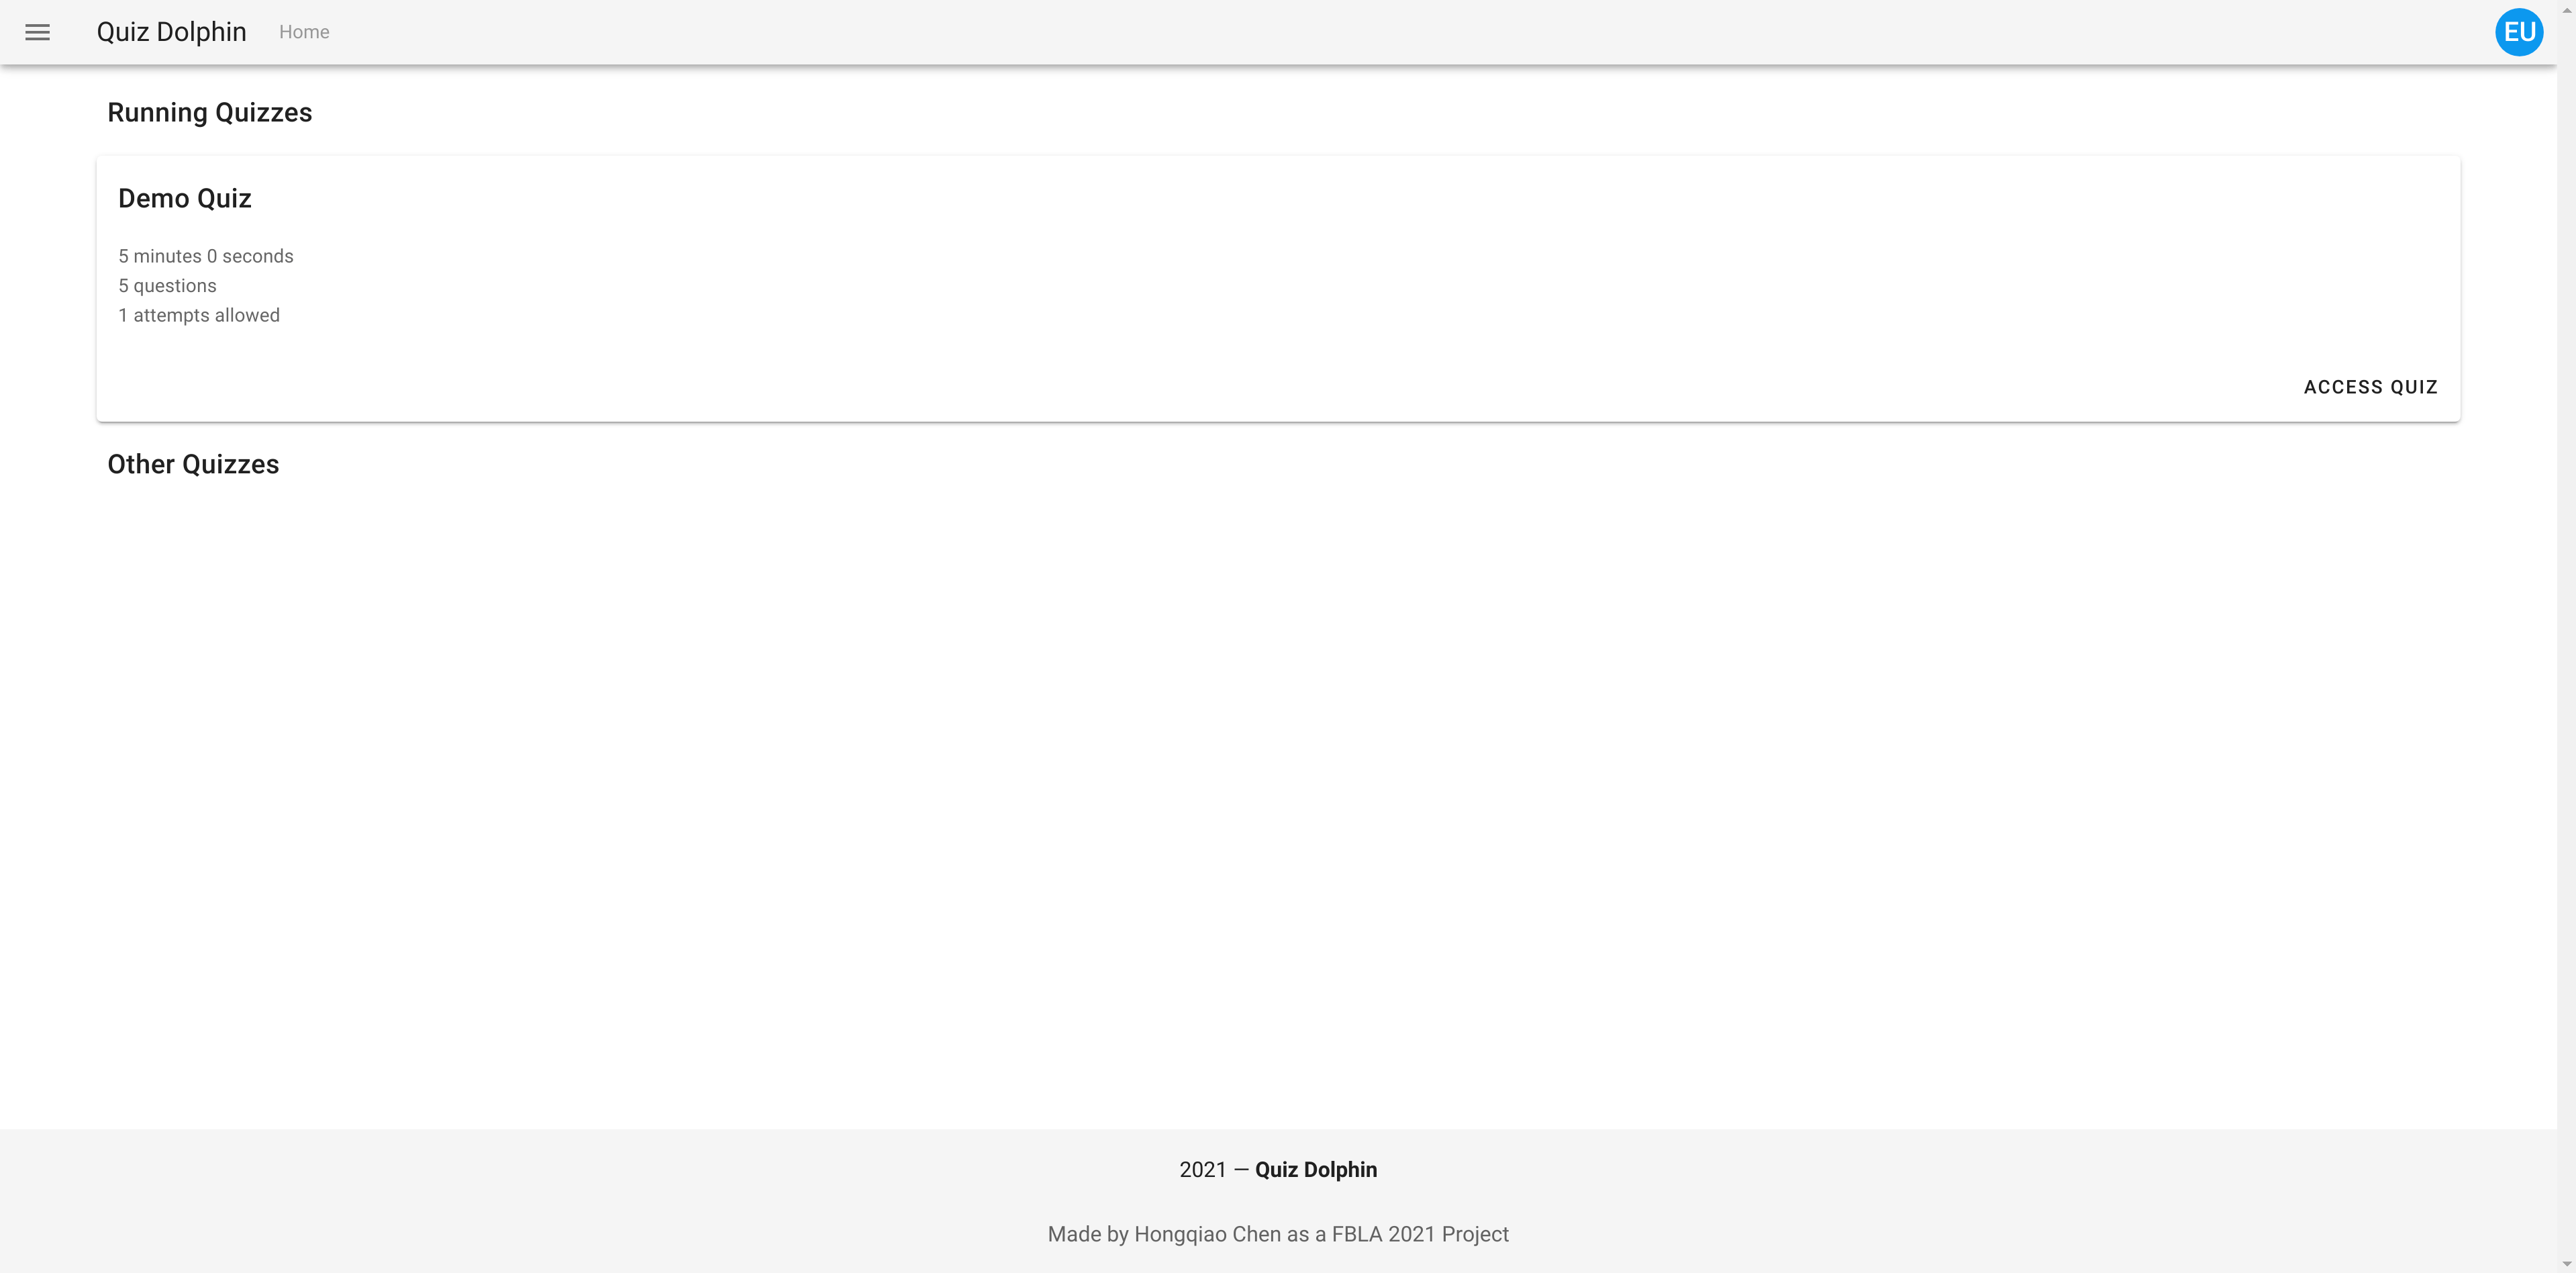 Quiz Dolphin Home EU
Running Quizzes
Demo Quiz
5 minutes 0 seconds
5 questions
1 attempts allowed
ACCESS QUIZ
Other Quizzes
2021 — Quiz Dolphin
Made by Hongqiao Chen as a FBLA 2021 Project